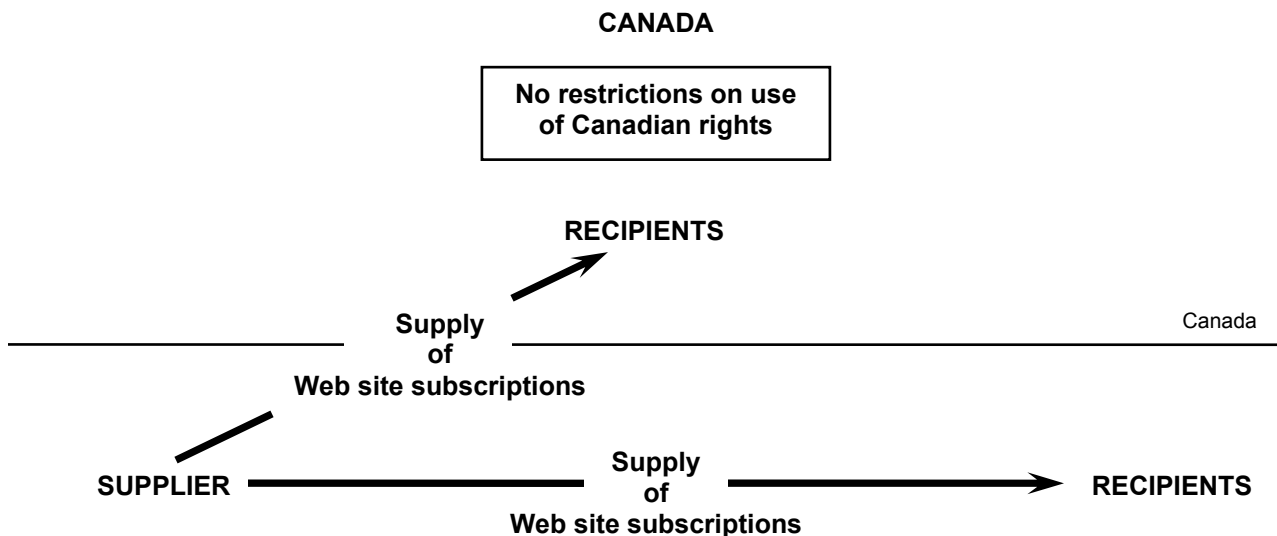 CANADA
No restrictions on use
of Canadian rights
RECIPIENTS
Canada
Supply
of
Web site subscriptions
SUPPLIER
Supply
of
Web site subscriptions
RECIPIENTS